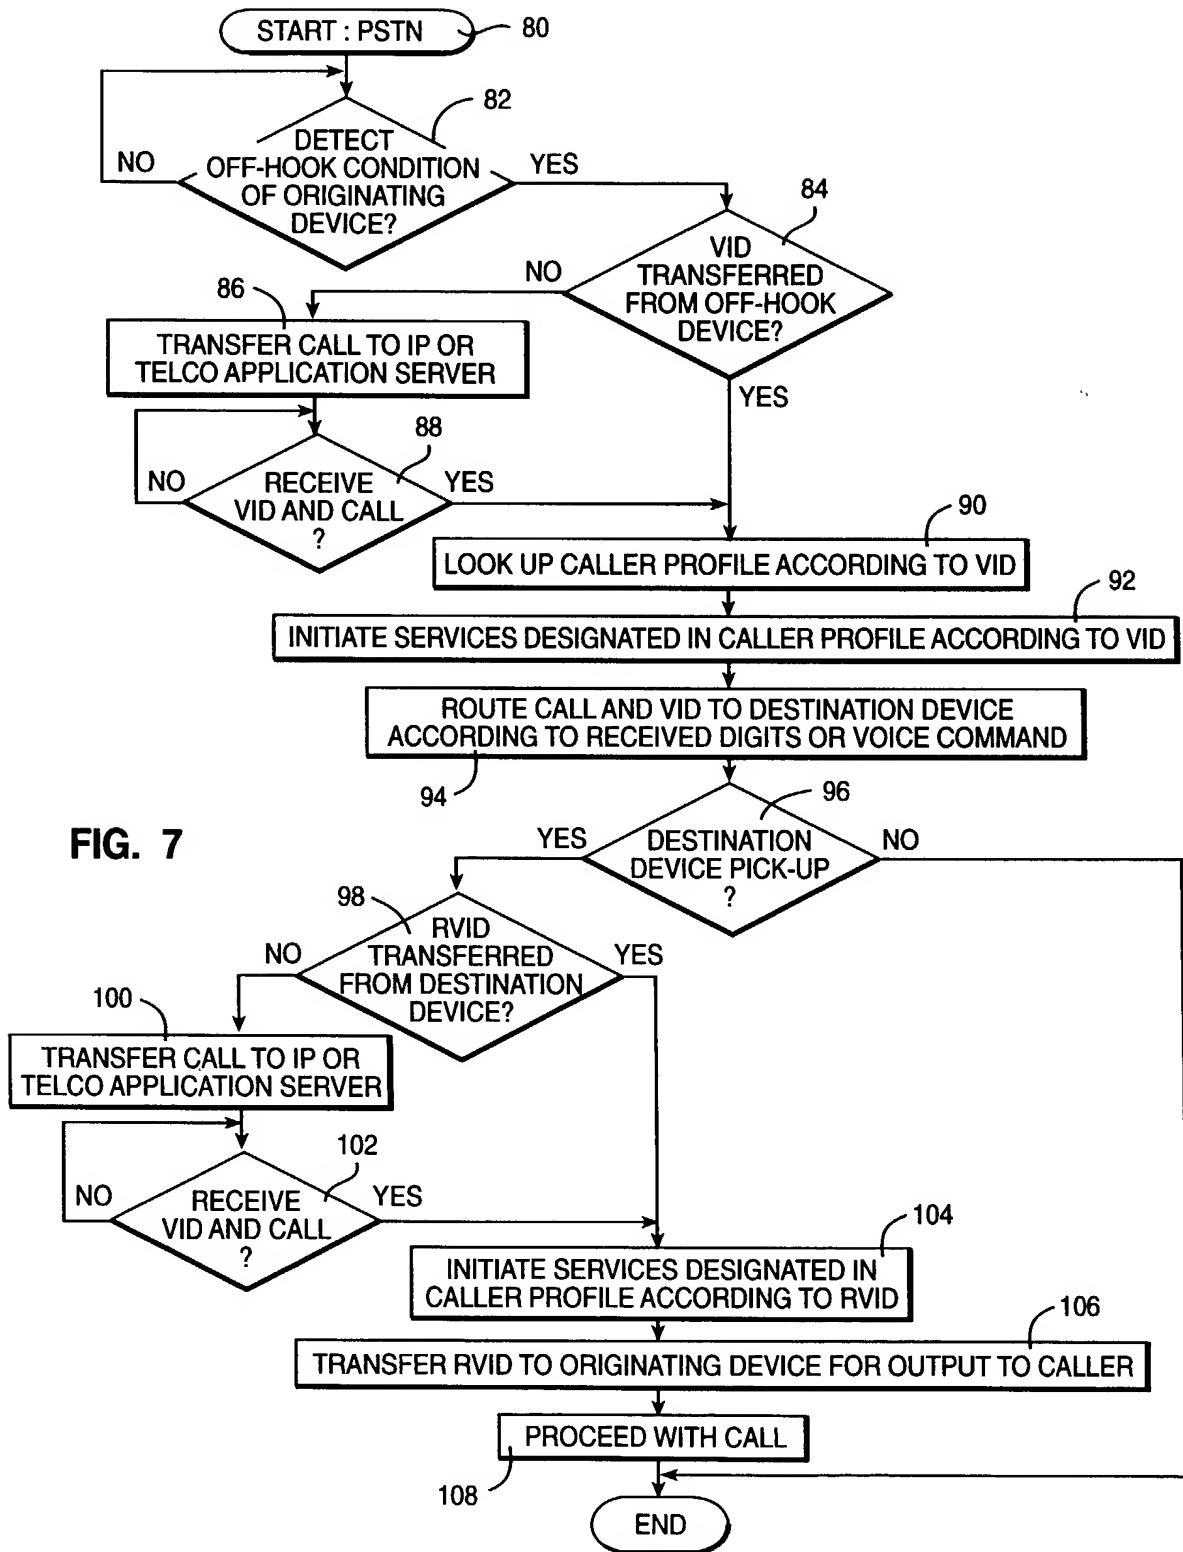 START : PSTN
80
82
DETECT
OFF-HOOK CONDITION
OF ORIGINATING
DEVICE?
NO
YES
84
VID
TRANSFERRED
FROM OFF-HOOK
DEVICE?
NO
YES
86
TRANSFER CALL TO IP OR
TELCO APPLICATION SERVER
88
RECEIVE
VID AND CALL
?
NO
YES
90
LOOK UP CALLER PROFILE ACCORDING TO VID
92
INITIATE SERVICES DESIGNATED IN CALLER PROFILE ACCORDING TO VID
ROUTE CALL AND VID TO DESTINATION DEVICE
ACCORDING TO RECEIVED DIGITS OR VOICE COMMAND
94
96
FIG. 7
YES
DESTINATION
DEVICE PICK-UP
?
NO
98
RVID
TRANSFERRED
FROM DESTINATION
DEVICE?
NO
YES
100
TRANSFER CALL TO IP OR
TELCO APPLICATION SERVER
102
RECEIVE
VID AND CALL
?
NO
YES
104
INITIATE SERVICES DESIGNATED IN
CALLER PROFILE ACCORDING TO RVID
106
TRANSFER RVID TO ORIGINATING DEVICE FOR OUTPUT TO CALLER
PROCEED WITH CALL
108
END